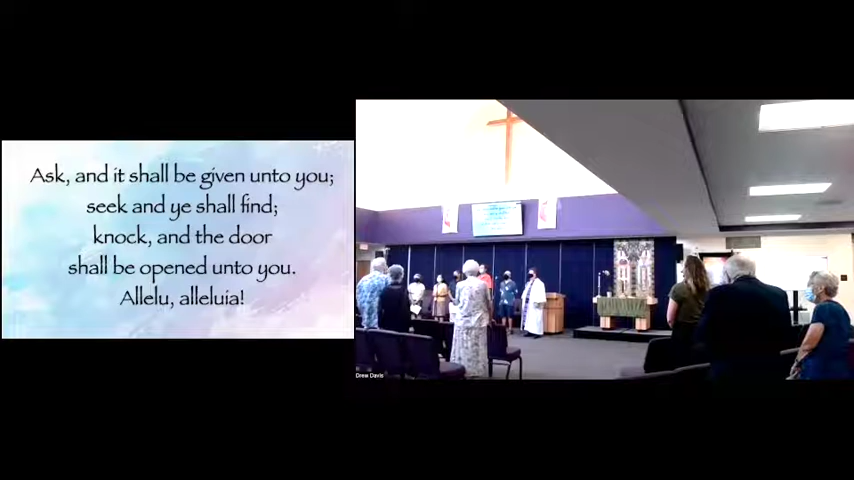 Ask, and it shall be given unto you;
seek and ye shall find;
knock, and the door
shall be opened unto you.
Allelu, alleluia!
Drew Davis